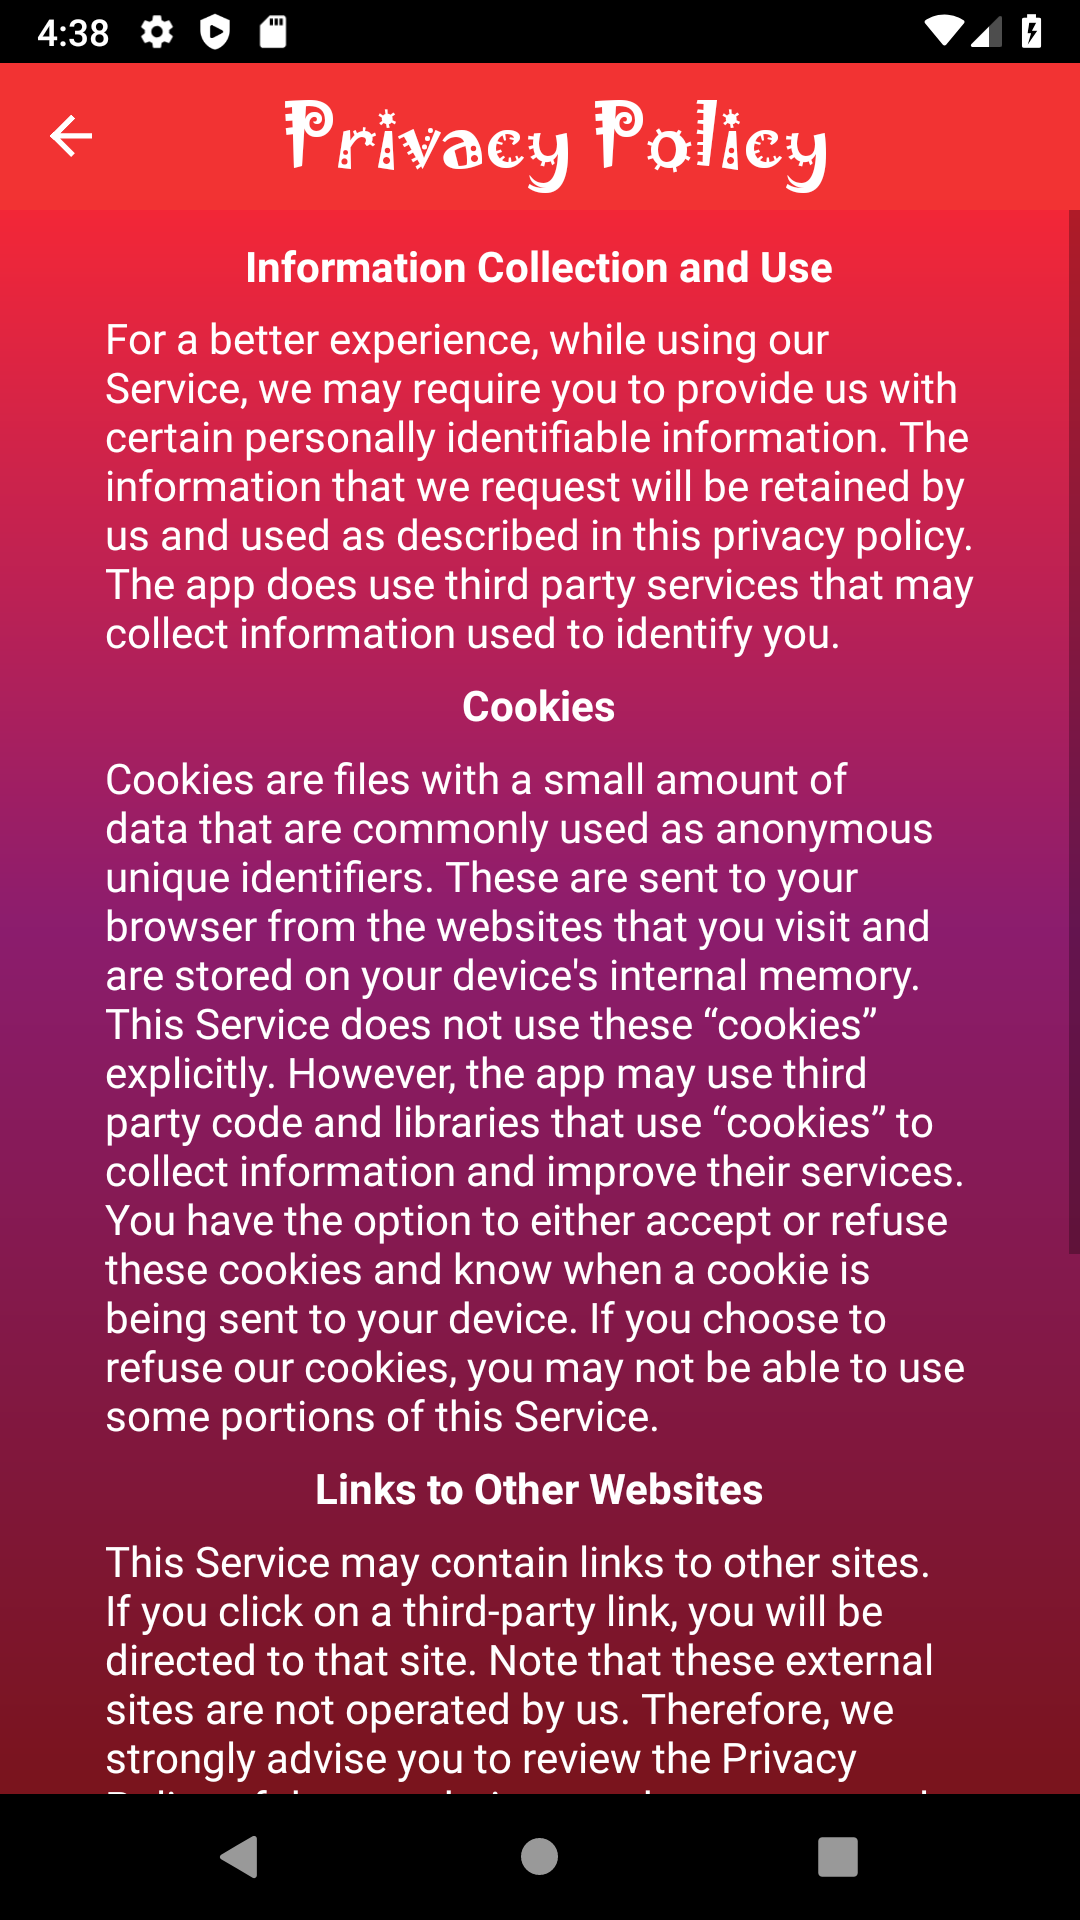 4:38
Privacy Policy
Information Collection and Use
For a better experience, while using our
Service, we may require you to provide us with
certain personally identifiable information. The
information that we request will be retained by
us and used as described in this privacy policy.
The app does use third party services that may
collect information used to identify you.
Cookies
Cookies are files with a small amount of
data that are commonly used as anonymous
unique identifiers. These are sent to your
browser from the websites that you visit and
are stored on your device's internal memory.
This Service does not use these “cookies”
explicitly. However, the app may use third
party code and libraries that use “cookies” to
collect information and improve their services.
You have the option to either accept or refuse
these cookies and know when a cookie is
being sent to your device. If you choose to
refuse our cookies, you may not be able to use
some portions of this Service.
Links to Other Websites
This Service may contain links to other sites.
If you click on a third-party link, you will be
directed to that site. Note that these external
sites are not operated by us. Therefore, we
strongly advise you to review the Privacy